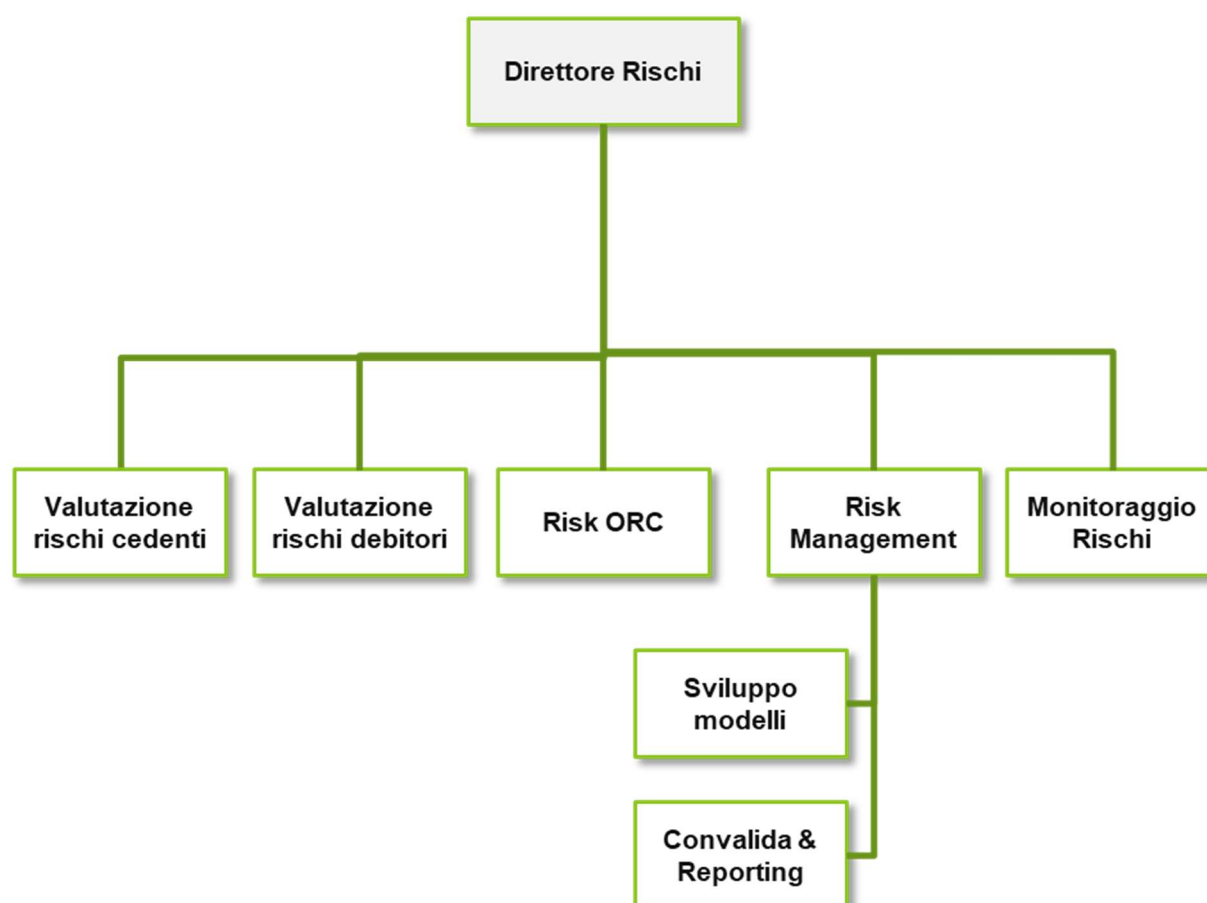 Direttore Rischi
Valutazione
rischi cedenti
Valutazione
rischi debitori
Risk ORC
Risk
Management
Monitoraggio
Rischi
Sviluppo
modelli
Convalida &
Reporting